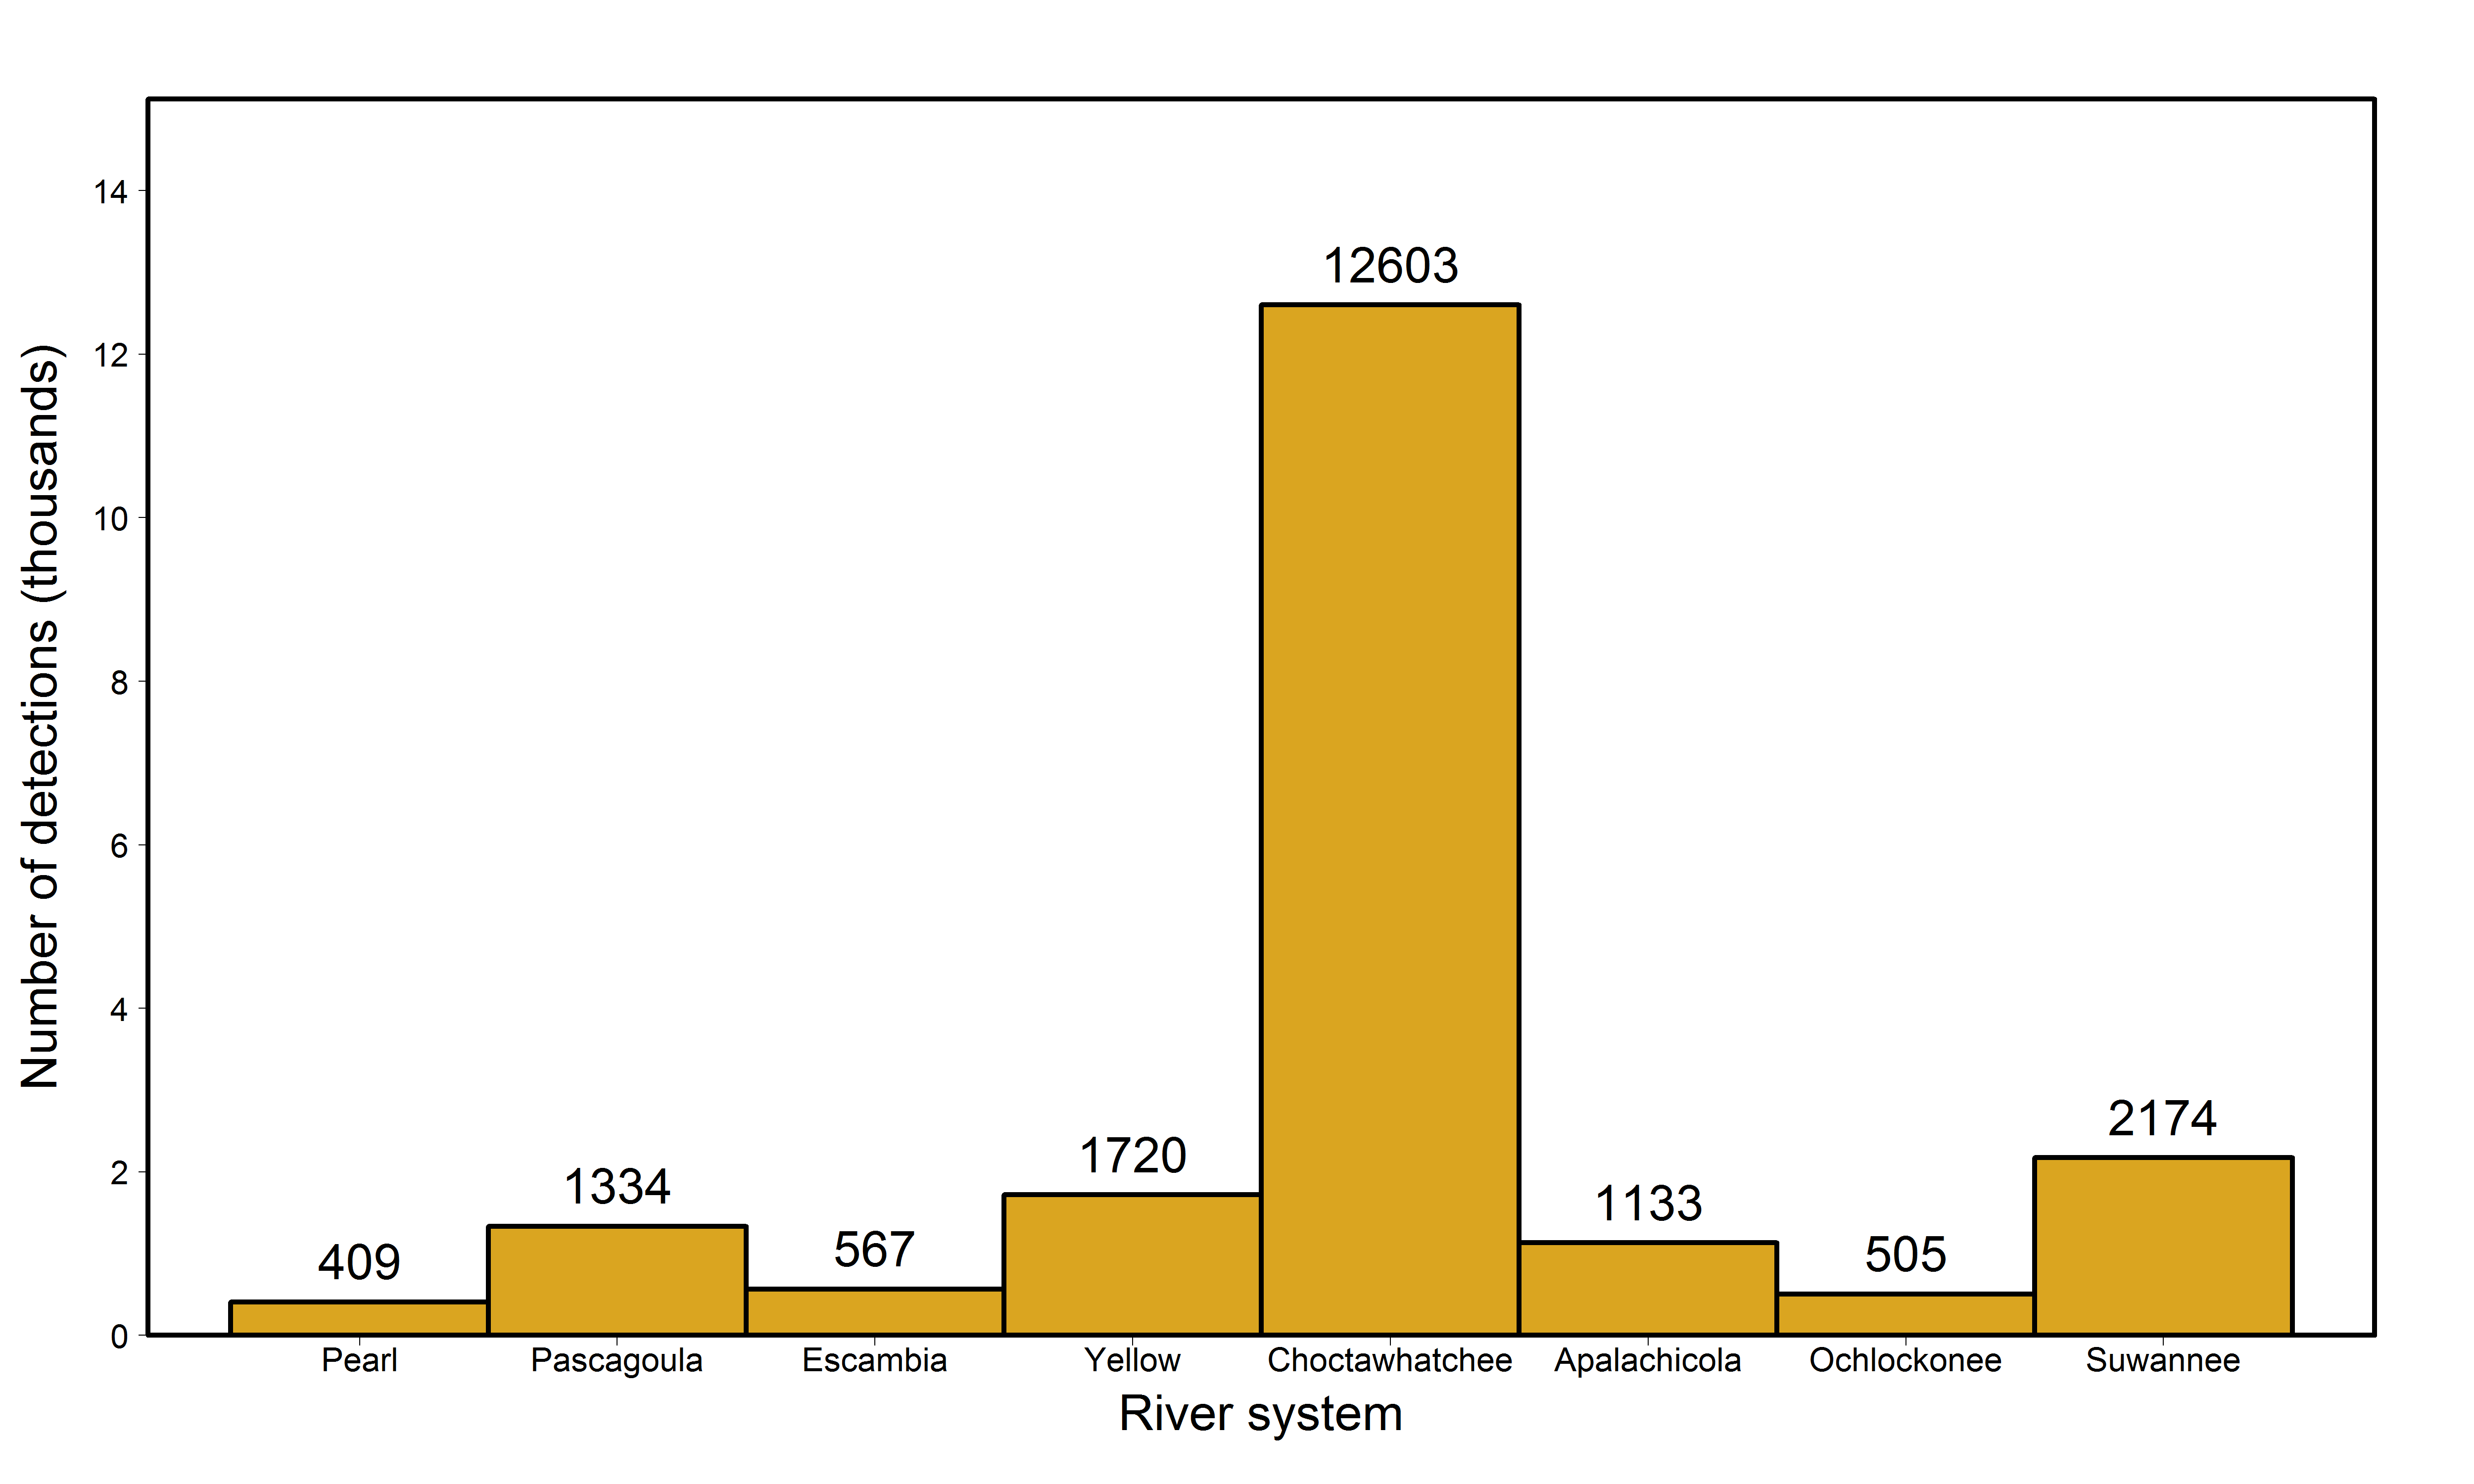 Number of detections (thousands)
14
12
10
8
6
4
2
0
409
1334
567
1720
12603
1133
505
2174
Pearl
Pascagoula
Escambia
Yellow
Choctawhatchee
Apalachicola
Ochlockonee
Suwannee
River system